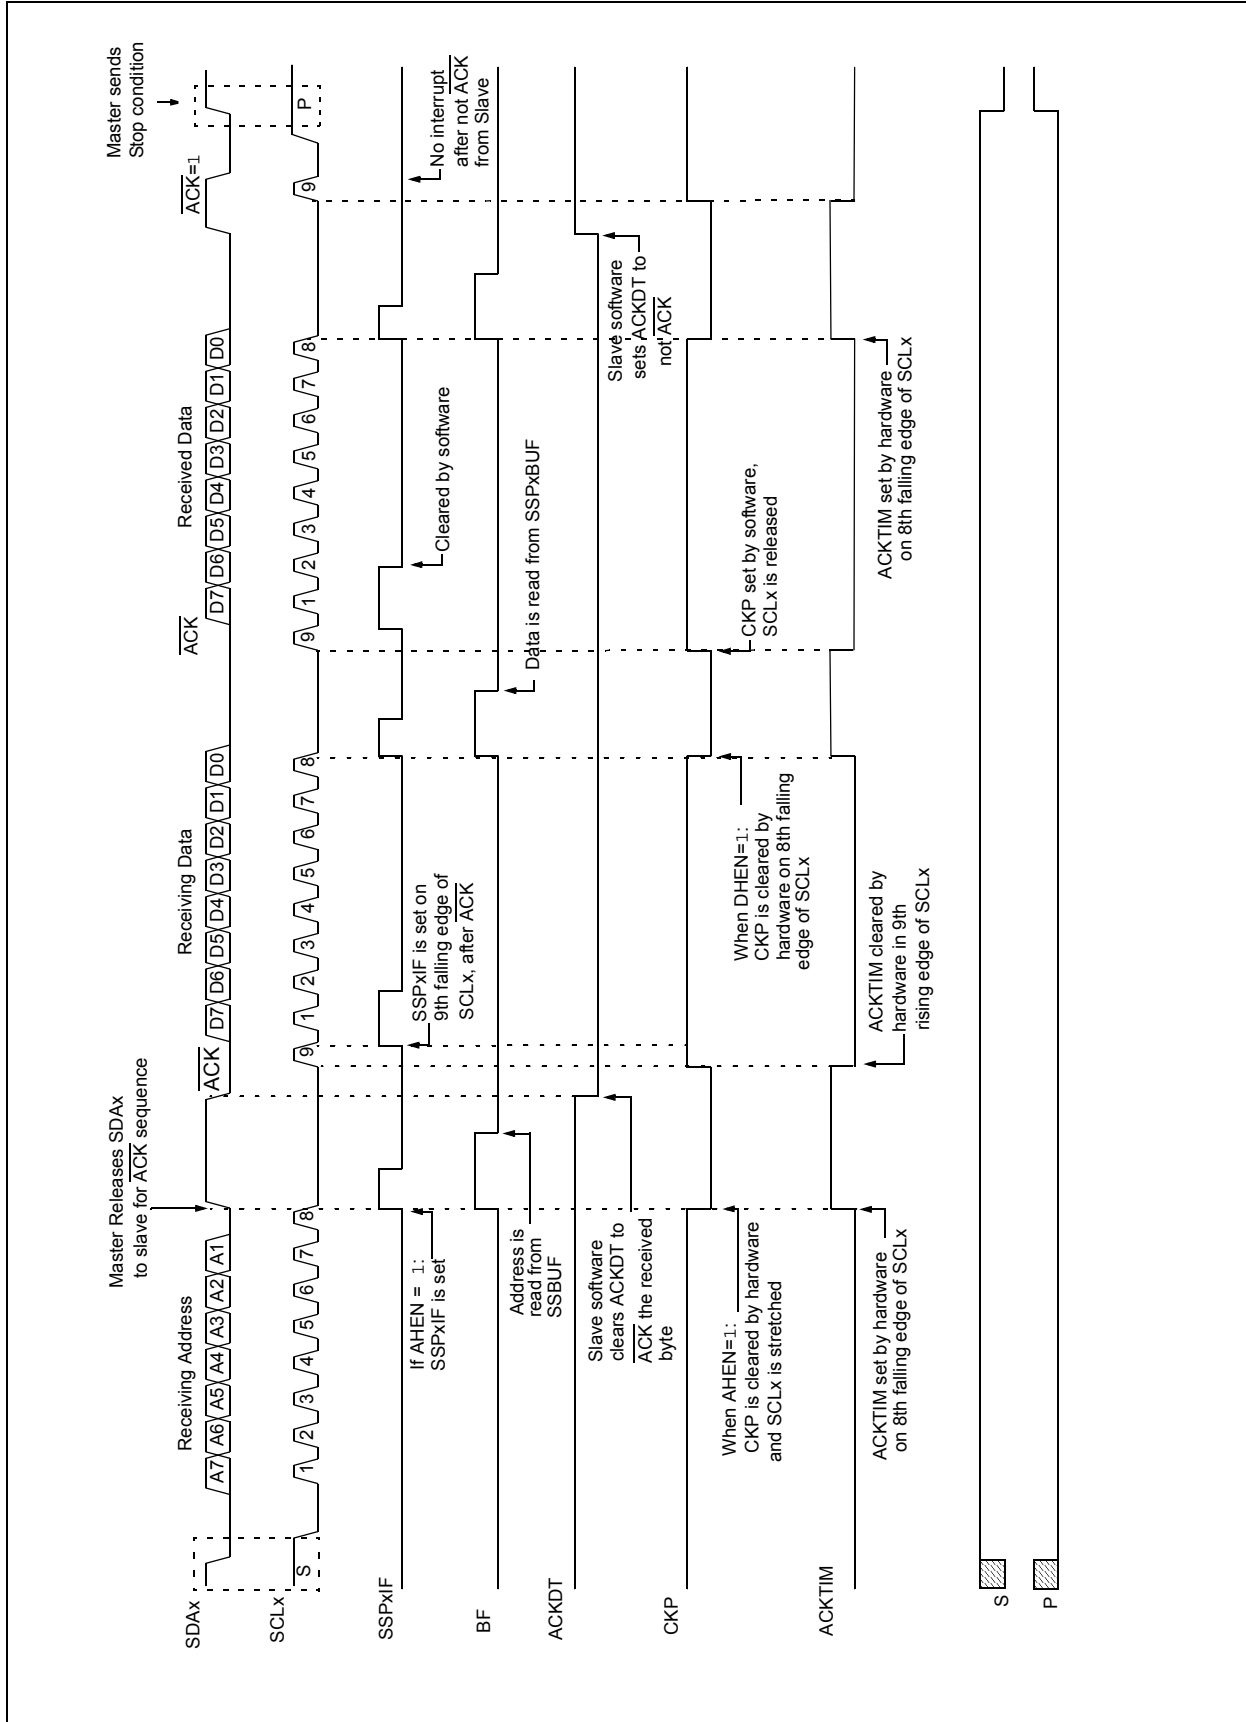 Master Releases SDAx
to slave for ACK sequence
Master sends
Stop condition
Receiving Address
Receiving Data
Received Data
ACK
ACK
ACK=1
SDAx
A7 A6 A5 A4 A3 A2 A1
D7 D6 D5 D4 D3 D2 D1 D0
D7 D6 D5 D4 D3 D2 D1 D0
SCLx
S 1 2 3 4 5 6 7 8 9 1 2 3 4 5 6 7 8 9 1 2 3 4 5 6 7 8 9 P
SSPxIF
If AHEN = 1:
SSPxIF is set
SSPxIF is set on
9th falling edge of
SCLx, after ACK
Cleared by software
No interrupt
after not ACK
from Slave
BF
Address is
read from
SSBUF
Data is read from SSPxBUF
ACKDT
Slave software
clears ACKDT to
ACK the received
byte
Slave software
sets ACKDT to
not ACK
CKP
When AHEN=1:
CKP is cleared by hardware
and SCLx is stretched
When DHEN=1:
CKP is cleared by
hardware on 8th falling
edge of SCLx
CKP set by software,
SCLx is released
ACKTIM
ACKTIM set by hardware
on 8th falling edge of SCLx
ACKTIM cleared by
hardware in 9th
rising edge of SCLx
ACKTIM set by hardware
on 8th falling edge of SCLx
S
P